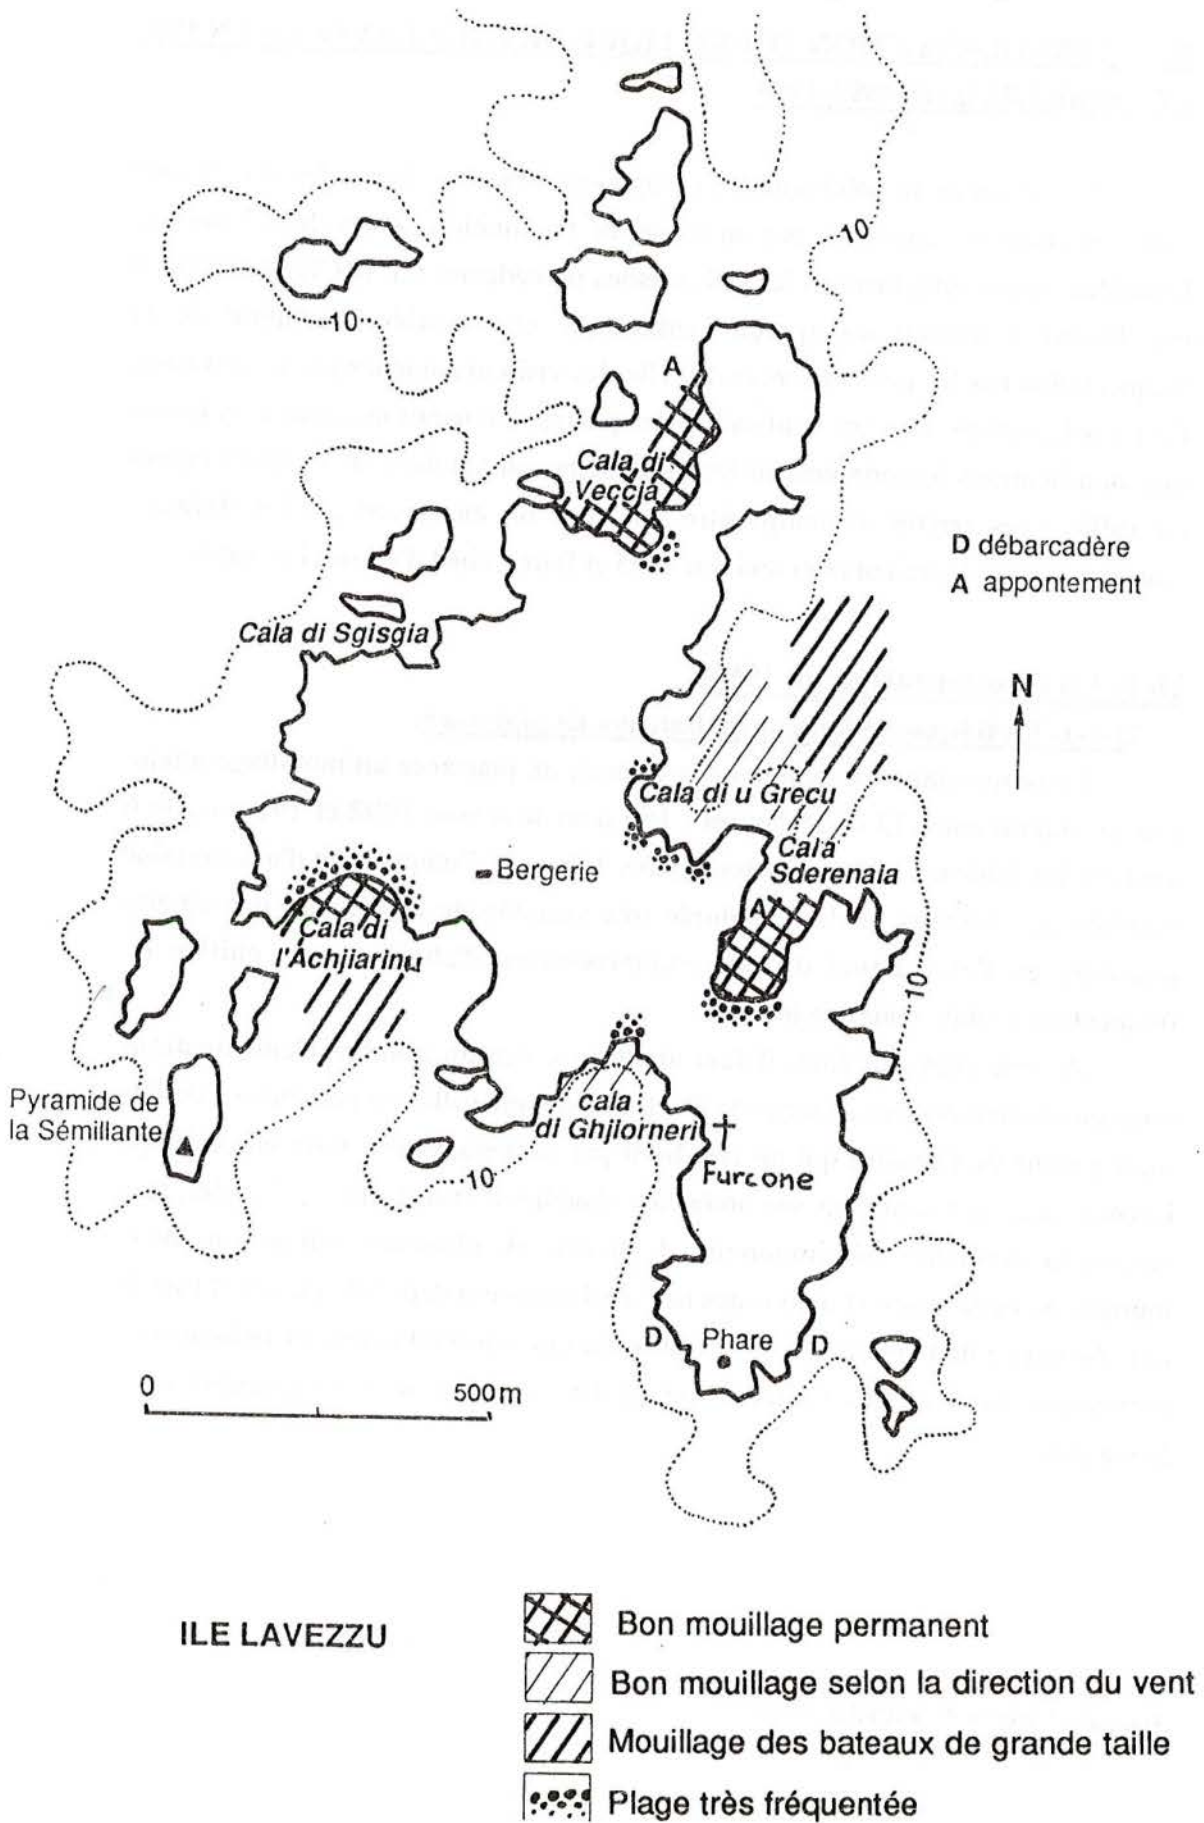 10
10
A
Cala di
Veccja
D débarcadère
A appontement
Cala di Sgisgia
N
Cala di u Grecu
Cala
Sderenaia
Bergerie
A
Cala di
l'Achjiarinu
10
Pyramide de
la Sémillante
cala
di Ghjlorneri
10
Furcone
D Phare D
0 500 m
ILE LAVEZZU
Bon mouillage permanent
Bon mouillage selon la direction du vent
Mouillage des bateaux de grande taille
Plage très fréquentée